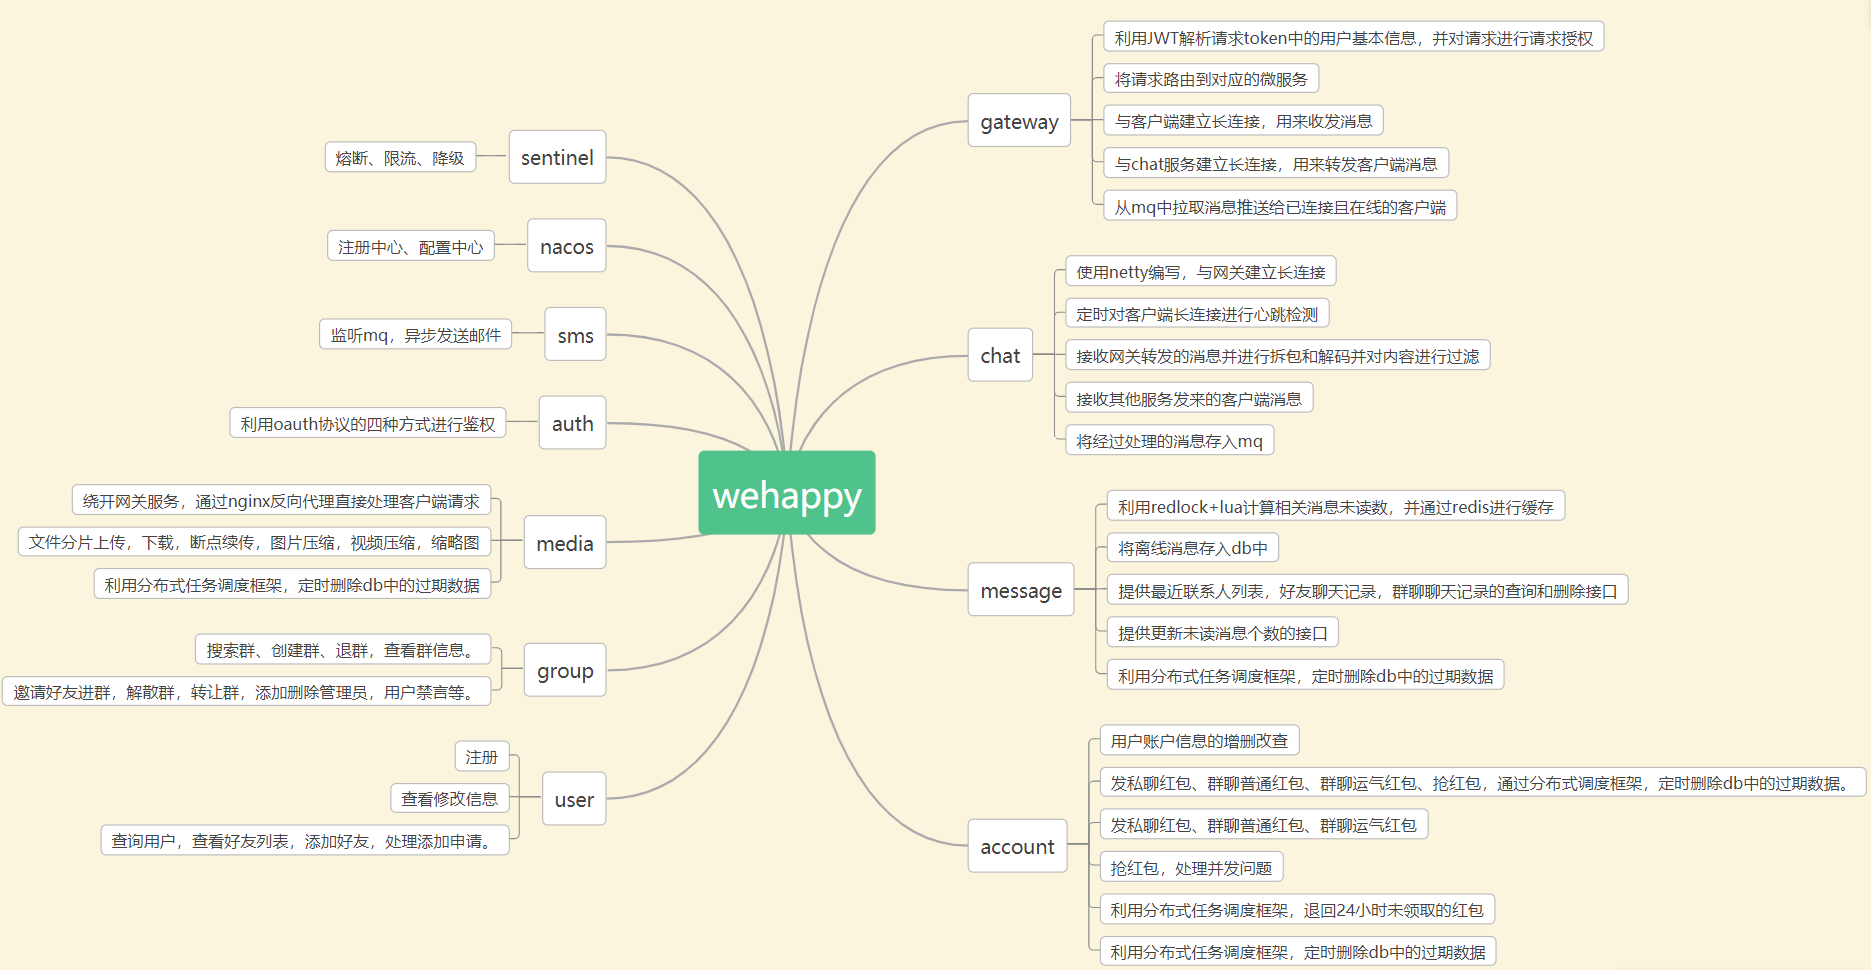 wehappy
gateway
利用JWT解析请求token中的用户基本信息，并对请求进行请求授权
将请求路由到对应的微服务
与客户端建立长连接，用来收发消息
与chat服务建立长连接，用来转发客户端消息
从mq中拉取消息推送给已连接且在线的客户端
chat
使用netty编写，与网关建立长连接
定时对客户端长连接进行心跳检测
接收网关转发的消息并进行拆包和解码并对内容进行过滤
接收其他服务发来的客户端消息
将经过处理的消息存入mq
message
利用redlock+lua计算相关消息未读数，并通过redis进行缓存
将离线消息存入db中
提供最近联系人列表，好友聊天记录，群聊聊天记录的查询和删除接口
提供更新未读消息个数的接口
利用分布式任务调度框架，定时删除db中的过期数据
account
用户账户信息的增删改查
发私聊红包、群聊普通红包、群聊运气红包、抢红包，通过分布式调度框架，定时删除db中的过期数据。
发私聊红包、群聊普通红包、群聊运气红包
抢红包，处理并发问题
利用分布式任务调度框架，退回24小时未领取的红包
利用分布式任务调度框架，定时删除db中的过期数据
sentinel
熔断、限流、降级
nacos
注册中心、配置中心
sms
监听mq，异步发送邮件
auth
利用oauth协议的四种方式进行鉴权
media
绕开网关服务，通过nginx反向代理直接处理客户端请求
文件分片上传，下载，断点续传，图片压缩，视频压缩，缩略图
利用分布式任务调度框架，定时删除db中的过期数据
group
搜索群、创建群、退群，查看群信息。
邀请好友进群，解散群，转让群，添加删除管理员，用户禁言等。
user
注册
查看修改信息
查询用户，查看好友列表，添加好友，处理添加申请。